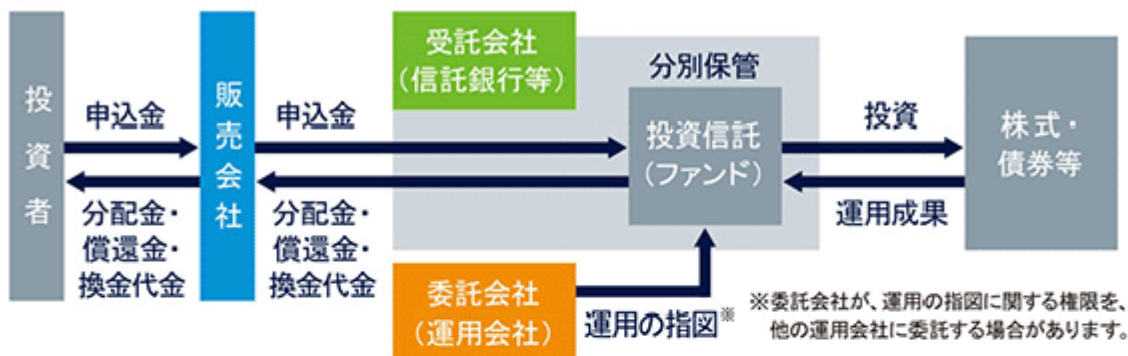 投資者
申込金
分配金・
償還金・
換金代金
販売会社
申込金
分配金・
償還金・
換金代金
受託会社
（信託銀行等）
分別保管
投資信託
（ファンド）
委託会社
（運用会社）
運用の指図※
投資
運用成果
株式・
債券等
※委託会社が、運用の指図に関する権限を、
他の運用会社に委託する場合があります。